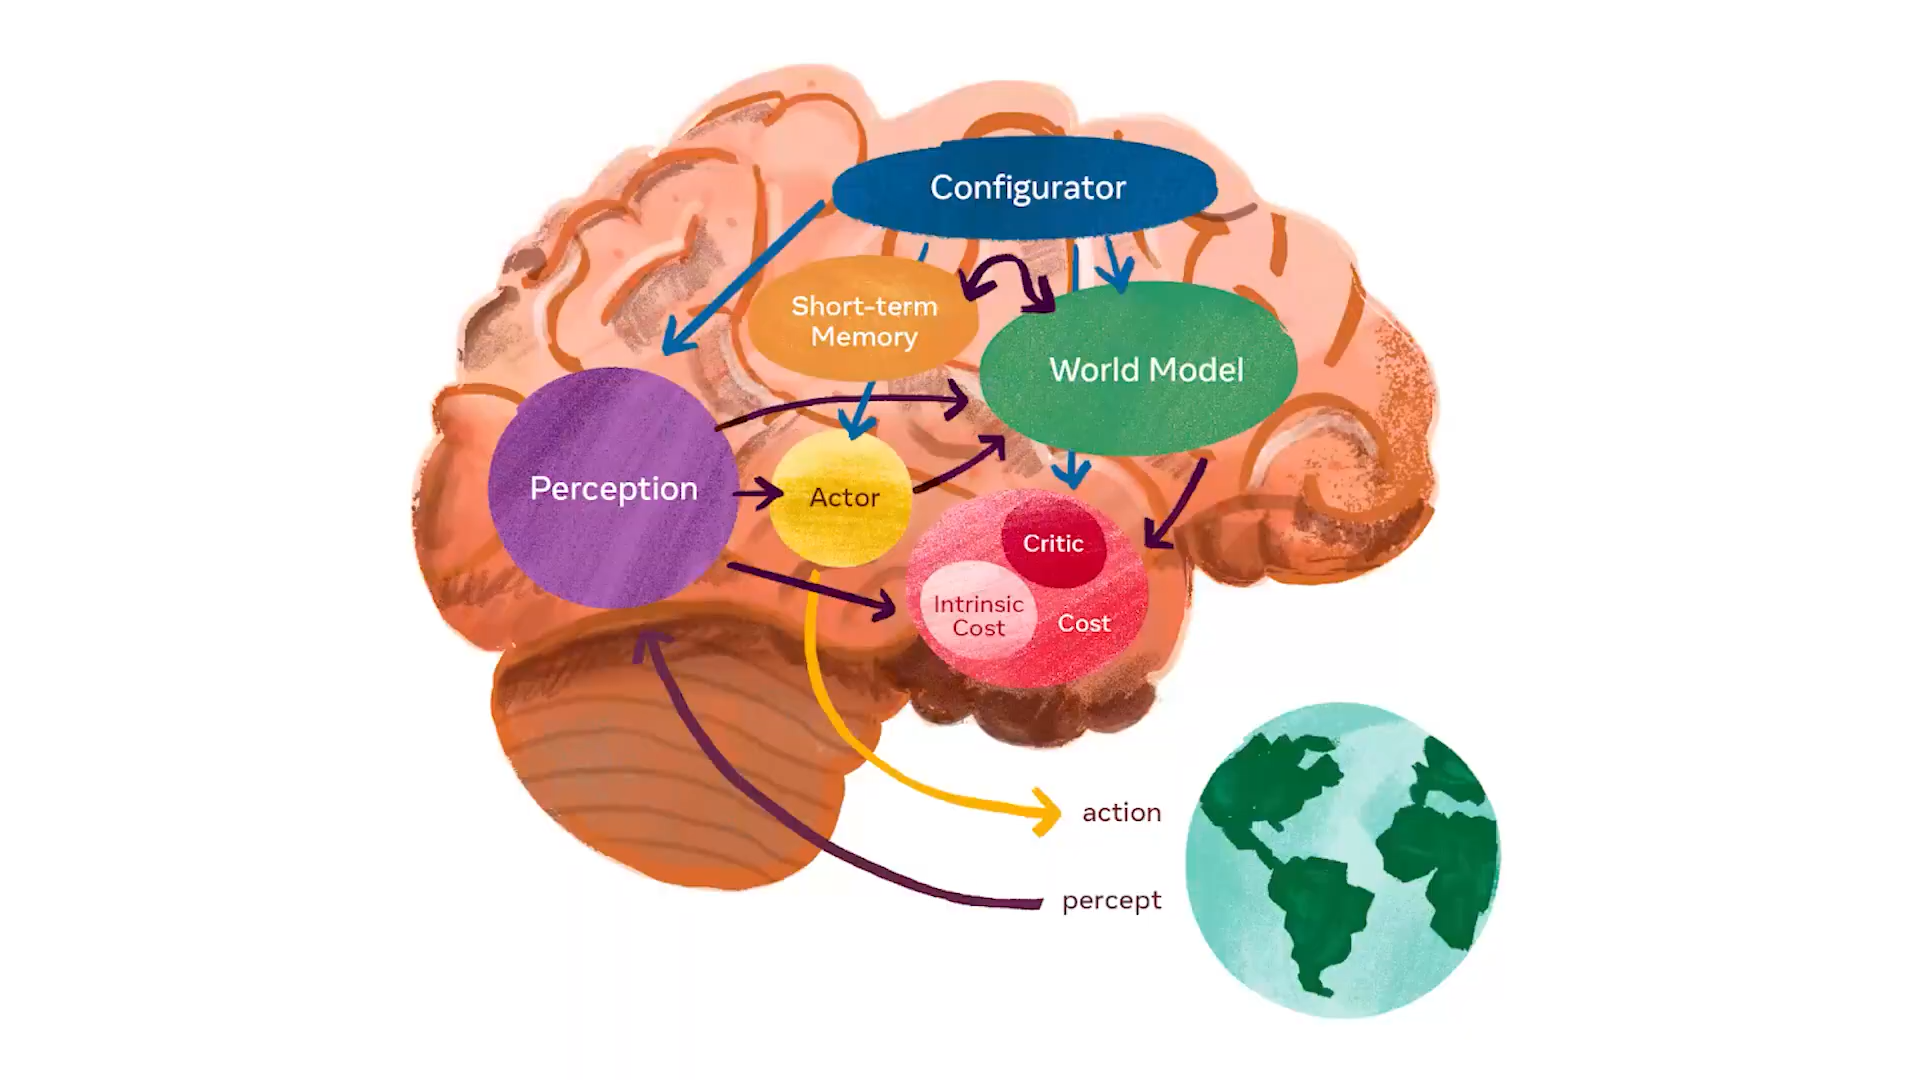 Configurator
Short-term
Memory
World Model
Perception
Actor
Critic
Intrinsic
Cost
Cost
action
percept